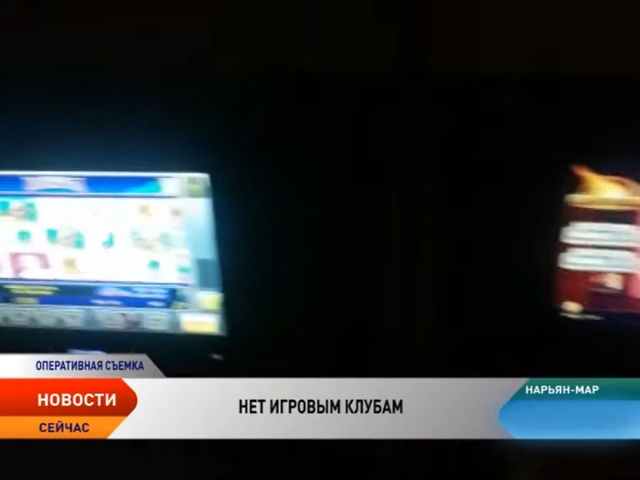 ОПЕРАТИВНАЯ СЪЕМКА
НОВОСТИ
СЕЙЧАС
НЕТ ИГРОВЫМ КЛУБАМ
НАРЬЯН-МАР